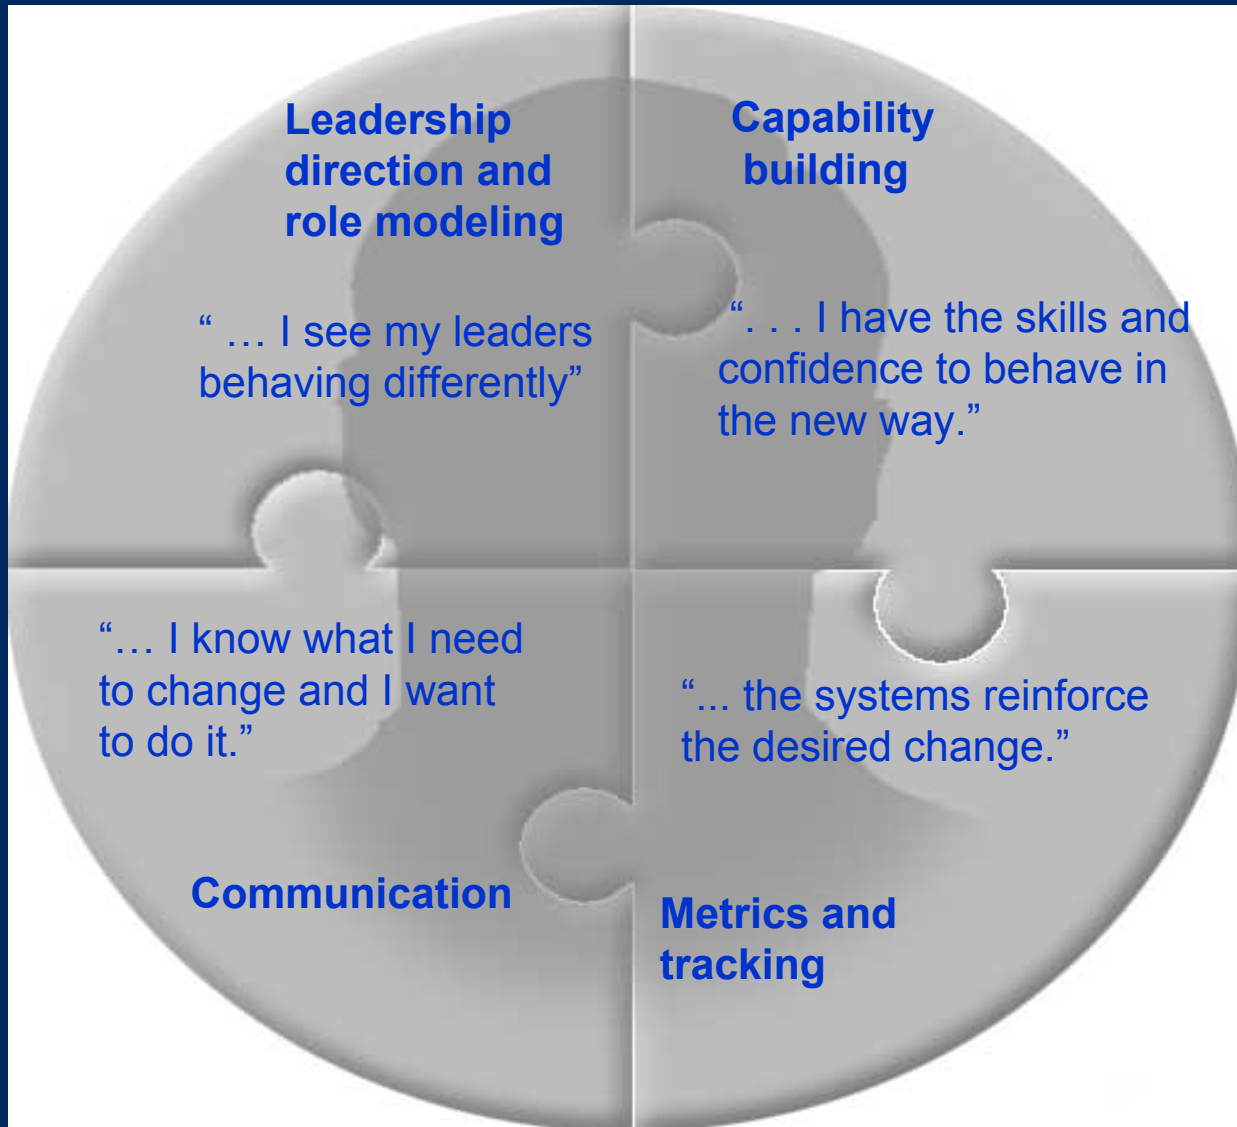 Leadership
direction and
role modeling
“ … I see my leaders
behaving differently”
Capability
building
“. . . I have the skills and
confidence to behave in
the new way.”
“… I know what I need
to change and I want
to do it.”
Communication
“... the systems reinforce
the desired change.”
Metrics and
tracking